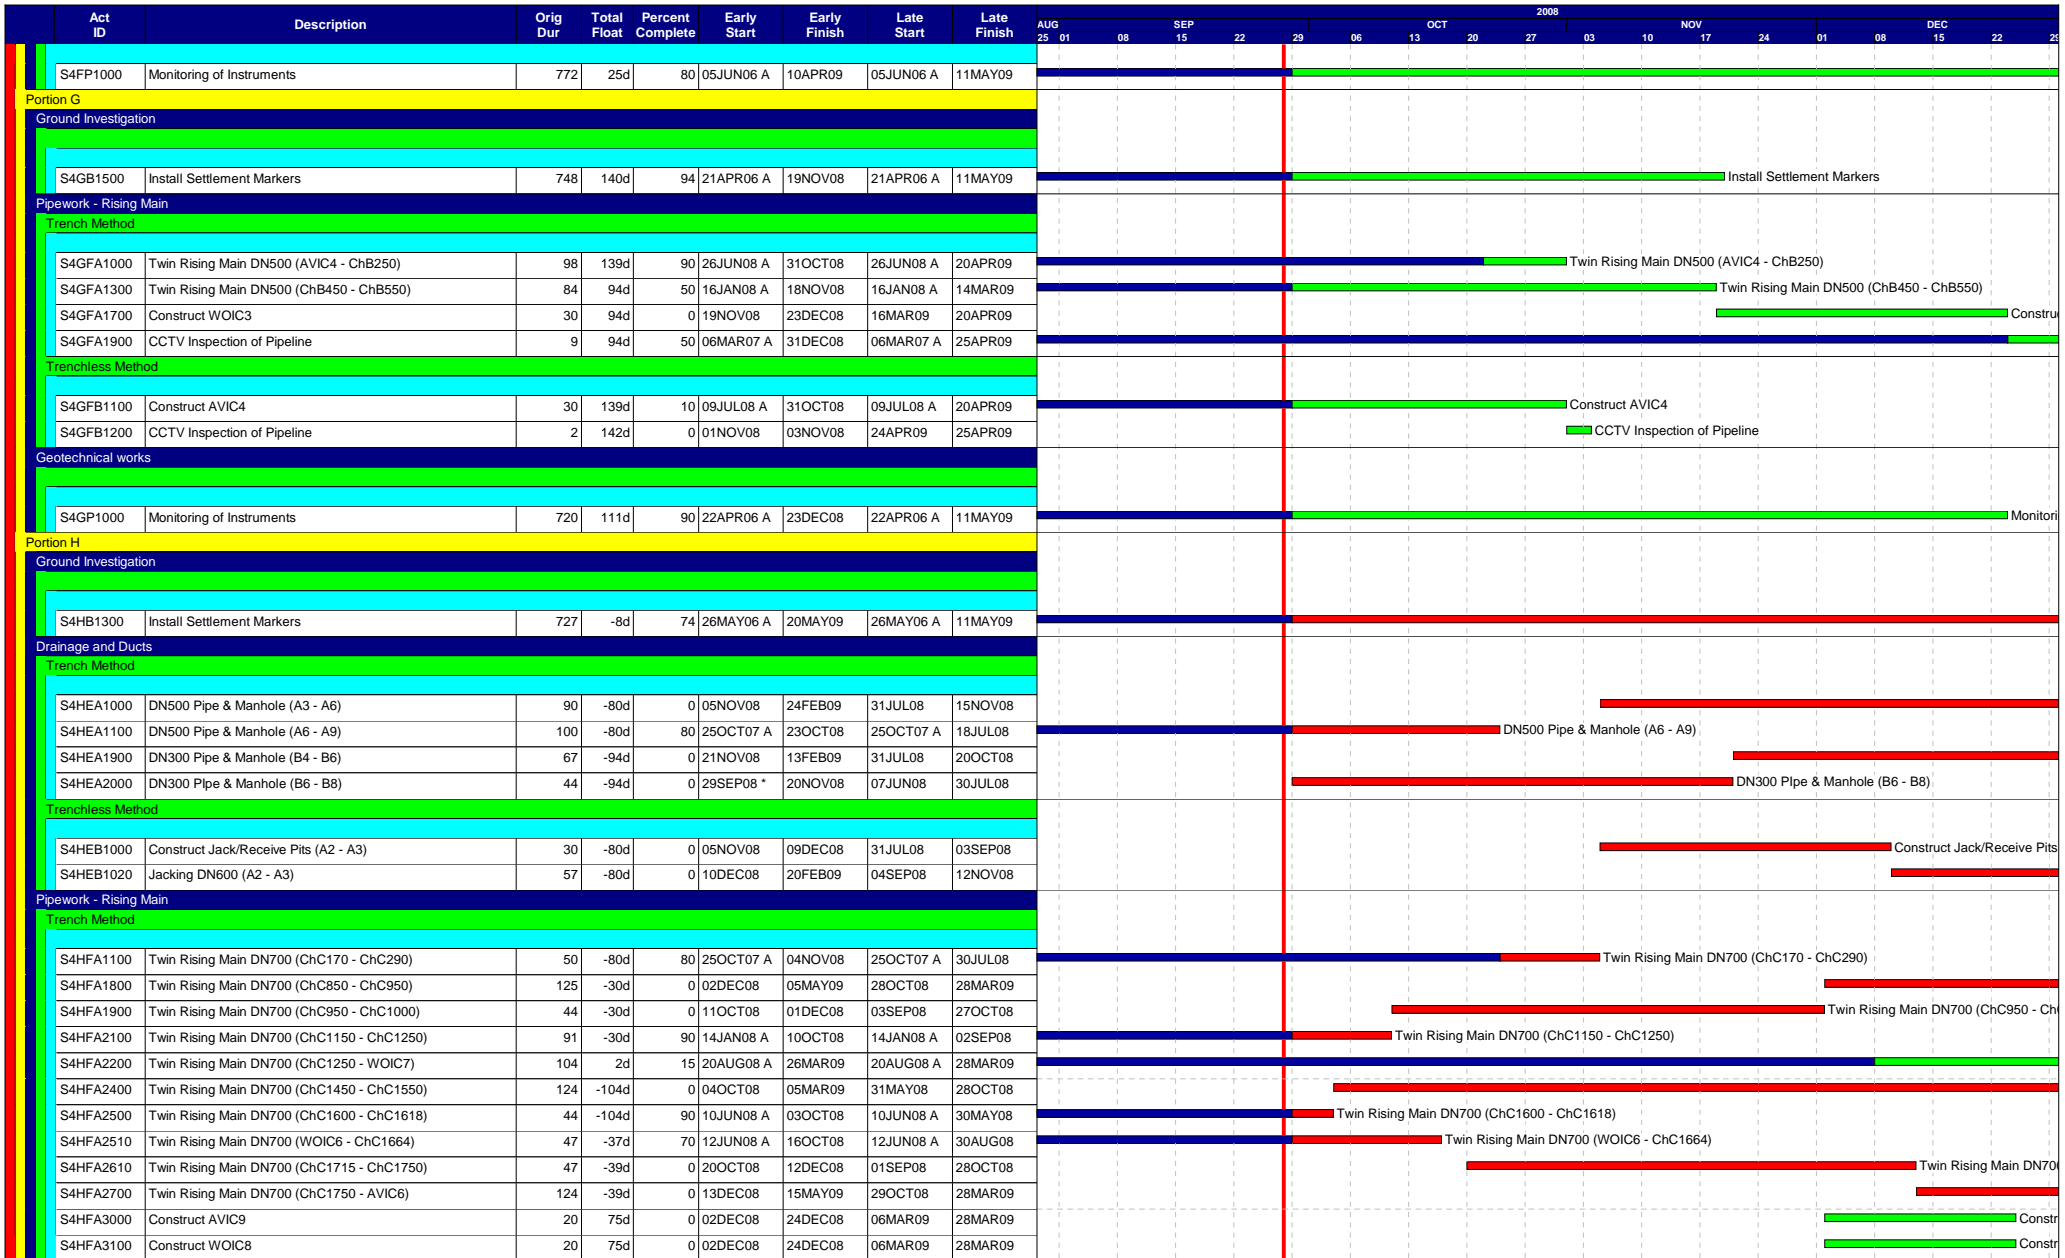 Act ID Description Orig Dur Total Float Percent Complete Early Start Early Finish Late Start Late Finish
2008
AUG SEP OCT NOV DEC
25 01 08 15 22 29 06 13 20 27 03 10 17 24 01 08 15 22 29
S4FP1000 Monitoring of Instruments 772 25d 80 05JUN06 A 10APR09 05JUN06 A 11MAY09
Portion G
Ground Investigation
S4GB1500 Install Settlement Markers 748 140d 94 21APR06 A 19NOV08 21APR06 A 11MAY09 Install Settlement Markers
Pipework - Rising Main
Trench Method
S4GFA1000 Twin Rising Main DN500 (AVIC4 - ChB250) 98 139d 90 26JUN08 A 31OCT08 26JUN08 A 20APR09 Twin Rising Main DN500 (AVIC4 - ChB250)
S4GFA1300 Twin Rising Main DN500 (ChB450 - ChB550) 84 94d 50 16JAN08 A 18NOV08 16JAN08 A 14MAR09 Twin Rising Main DN500 (ChB450 - ChB550)
S4GFA1700 Construct WOIC3 30 94d 0 19NOV08 23DEC08 16MAR09 20APR09 Constru
S4GFA1900 CCTV Inspection of Pipeline 9 94d 50 06MAR07 A 31DEC08 06MAR07 A 25APR09
Trenchless Method
S4GFB1100 Construct AVIC4 30 139d 10 09JUL08 A 31OCT08 09JUL08 A 20APR09 Construct AVIC4
S4GFB1200 CCTV Inspection of Pipeline 2 142d 0 01NOV08 03NOV08 24APR09 25APR09 CCTV Inspection of Pipeline
Geotechnical works
S4GP1000 Monitoring of Instruments 720 111d 90 22APR06 A 23DEC08 22APR06 A 11MAY09 Monitori
Portion H
Ground Investigation
S4HB1300 Install Settlement Markers 727 -8d 74 26MAY06 A 20MAY09 26MAY06 A 11MAY09
Drainage and Ducts
Trench Method
S4HEA1000 DN500 Pipe & Manhole (A3 - A6) 90 -80d 0 05NOV08 24FEB09 31JUL08 15NOV08
S4HEA1100 DN500 Pipe & Manhole (A6 - A9) 100 -80d 80 25OCT07 A 23OCT08 25OCT07 A 18JUL08 DN500 Pipe & Manhole (A6 - A9)
S4HEA1900 DN300 Pipe & Manhole (B4 - B6) 67 -94d 0 21NOV08 13FEB09 31JUL08 20OCT08
S4HEA2000 DN300 PIpe & Manhole (B6 - B8) 44 -94d 0 29SEP08 * 20NOV08 07JUN08 30JUL08 DN300 PIpe & Manhole (B6 - B8)
Trenchless Method
S4HEB1000 Construct Jack/Receive Pits (A2 - A3) 30 -80d 0 05NOV08 09DEC08 31JUL08 03SEP08 Construct Jack/Receive Pits
S4HEB1020 Jacking DN600 (A2 - A3) 57 -80d 0 10DEC08 20FEB09 04SEP08 12NOV08
Pipework - Rising Main
Trench Method
S4HFA1100 Twin Rising Main DN700 (ChC170 - ChC290) 50 -80d 80 25OCT07 A 04NOV08 25OCT07 A 30JUL08 Twin Rising Main DN700 (ChC170 - ChC290)
S4HFA1800 Twin Rising Main DN700 (ChC850 - ChC950) 125 -30d 0 02DEC08 05MAY09 28OCT08 28MAR09
S4HFA1900 Twin Rising Main DN700 (ChC950 - ChC1000) 44 -30d 0 11OCT08 01DEC08 03SEP08 27OCT08 Twin Rising Main DN700 (ChC950 - Ch
S4HFA2100 Twin Rising Main DN700 (ChC1150 - ChC1250) 91 -30d 90 14JAN08 A 10OCT08 14JAN08 A 02SEP08 Twin Rising Main DN700 (ChC1150 - ChC1250)
S4HFA2200 Twin Rising Main DN700 (ChC1250 - WOIC7) 104 2d 15 20AUG08 A 26MAR09 20AUG08 A 28MAR09
S4HFA2400 Twin Rising Main DN700 (ChC1450 - ChC1550) 124 -104d 0 04OCT08 05MAR09 31MAY08 28OCT08
S4HFA2500 Twin Rising Main DN700 (ChC1600 - ChC1618) 44 -104d 90 10JUN08 A 03OCT08 10JUN08 A 30MAY08 Twin Rising Main DN700 (ChC1600 - ChC1618)
S4HFA2510 Twin Rising Main DN700 (WOIC6 - ChC1664) 47 -37d 70 12JUN08 A 16OCT08 12JUN08 A 30AUG08 Twin Rising Main DN700 (WOIC6 - ChC1664)
S4HFA2610 Twin Rising Main DN700 (ChC1715 - ChC1750) 47 -39d 0 20OCT08 12DEC08 01SEP08 28OCT08 Twin Rising Main DN700
S4HFA2700 Twin Rising Main DN700 (ChC1750 - AVIC6) 124 -39d 0 13DEC08 15MAY09 29OCT08 28MAR09
S4HFA3000 Construct AVIC9 20 75d 0 02DEC08 24DEC08 06MAR09 28MAR09 Constr
S4HFA3100 Construct WOIC8 20 75d 0 02DEC08 24DEC08 06MAR09 28MAR09 Constr